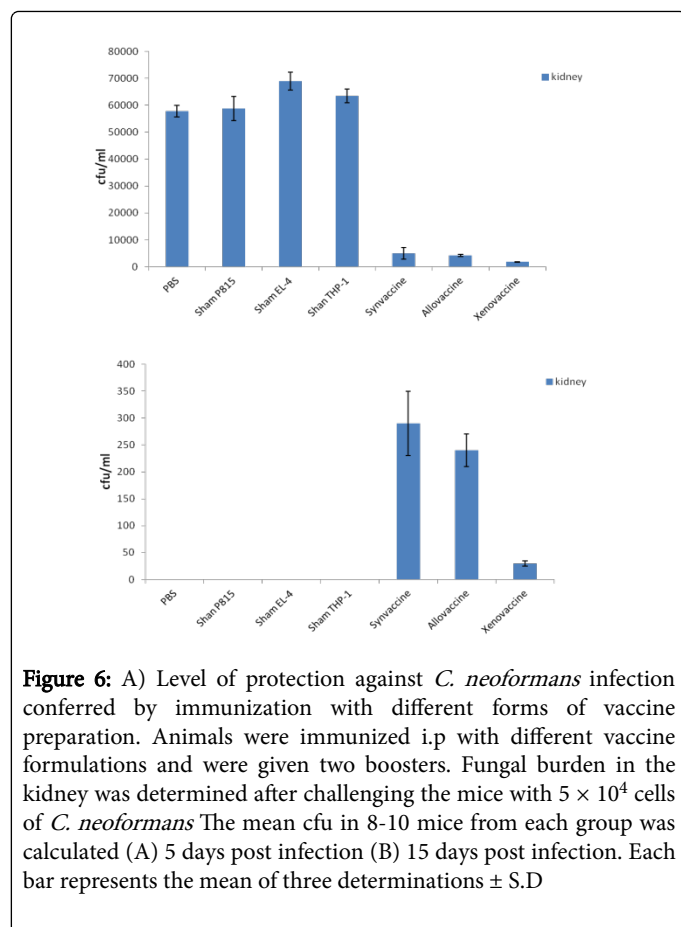 80000
70000
60000
50000
40000
30000
20000
10000
0
cfu/ml
kidney
PBS
Sham P815
Sham EL-4
Shan THP-1
Synvaccine
Allovaccine
Xenovaccine
400
350
300
250
200
150
100
50
0
cfu/ml
kidney
PBS
Shan P815
Sham EL-4
Sham THP-1
Synvaccine
Allovaccine
Xenovaccine
Figure 6: A) Level of protection against C. neoformans infection
conferred by immunization with different forms of vaccine
preparation. Animals were immunized i.p with different vaccine
formulations and were given two boosters. Fungal burden in the
kidney was determined after challenging the mice with 5 × 10⁴ cells
of C. neoformans The mean cfu in 8-10 mice from each group was
calculated (A) 5 days post infection (B) 15 days post infection. Each
bar represents the mean of three determinations ± S.D